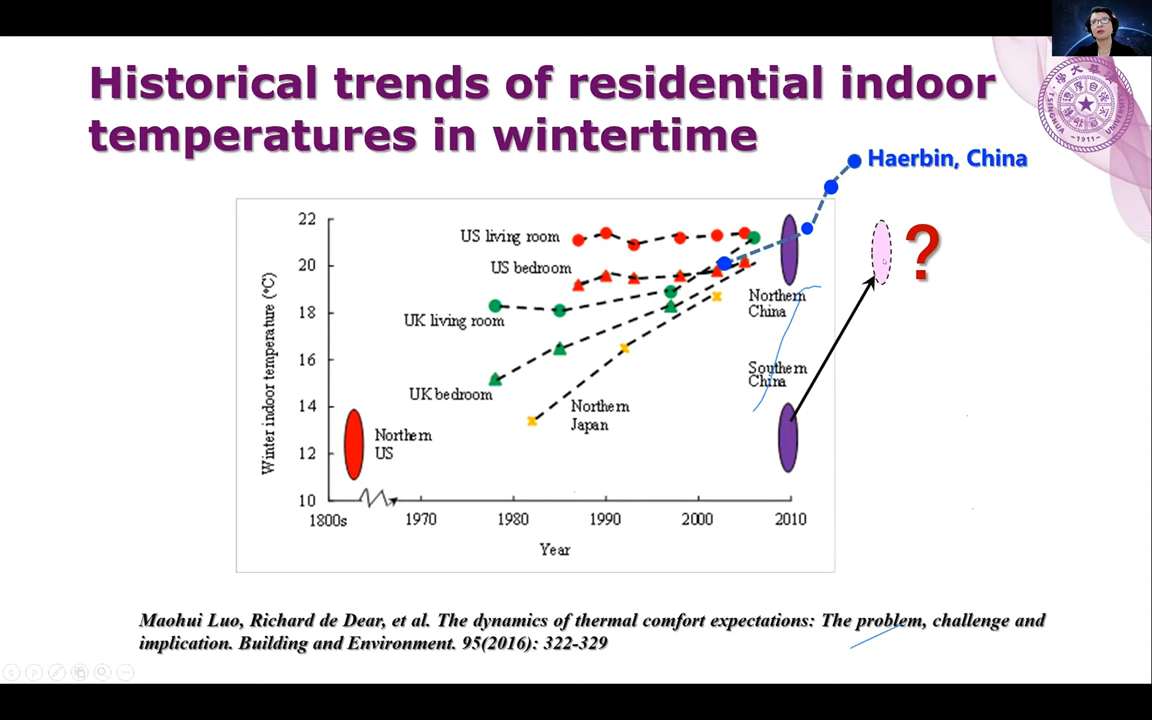 Historical trends of residential indoor
temperatures in wintertime
Haerbin, China
22
US living room
20
US bedroom
?
Northern
China
18
UK living room
Winter indoor temperature (°C)
16
Southern
China
UK bedroom
14
Northern
Japan
Northern
US
12
10
1800s
1970
1980
1990
2000
2010
Year
Maohui Luo, Richard de Dear, et al. The dynamics of thermal comfort expectations: The problem, challenge and
implication. Building and Environment. 95(2016): 322-329
TSINGHUA UNIVERSITY
-1911-